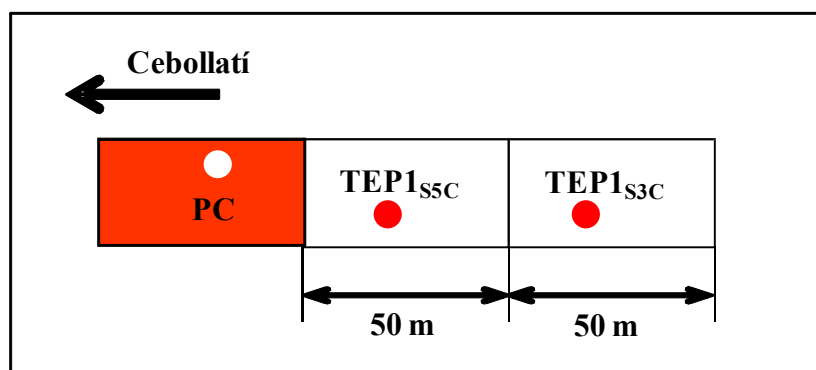 Cebollatí
PC
TEP1S5C
TEP1S3C
50 m
50 m